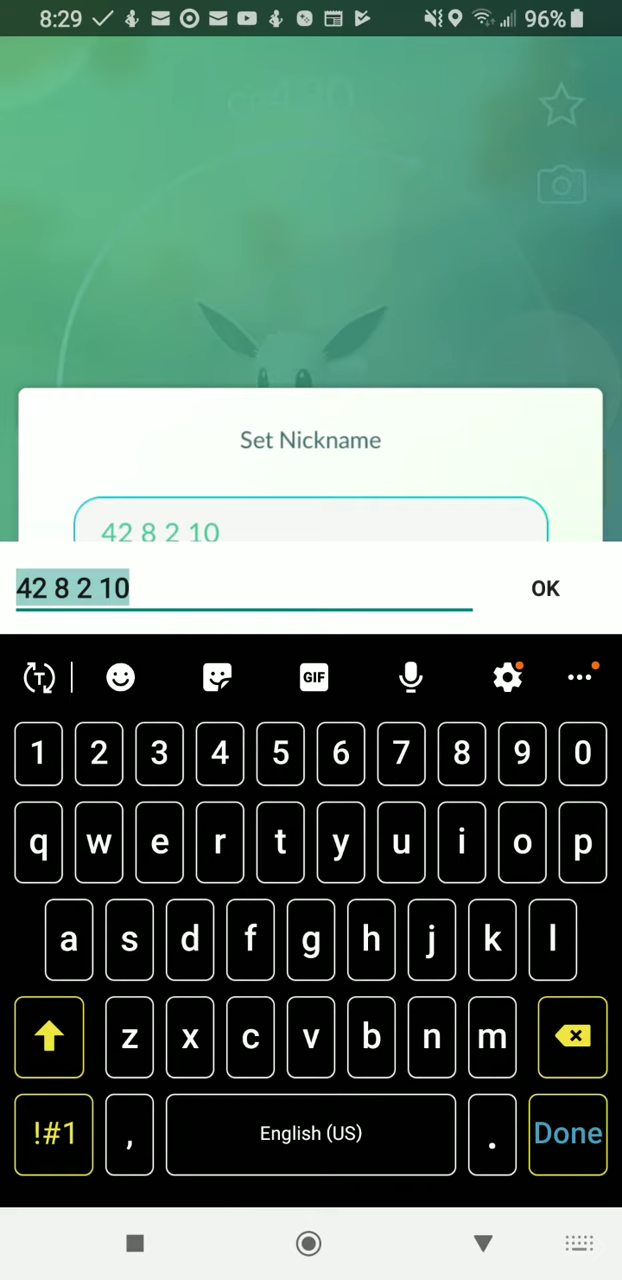 8:29
96%
Set Nickname
42 8 2 10
42 8 2 10
OK
T
GIF
1 2 3 4 5 6 7 8 9 0
q w e r t y u i o p
a s d f g h j k l
z x c v b n m
!#1 , English (US) . Done